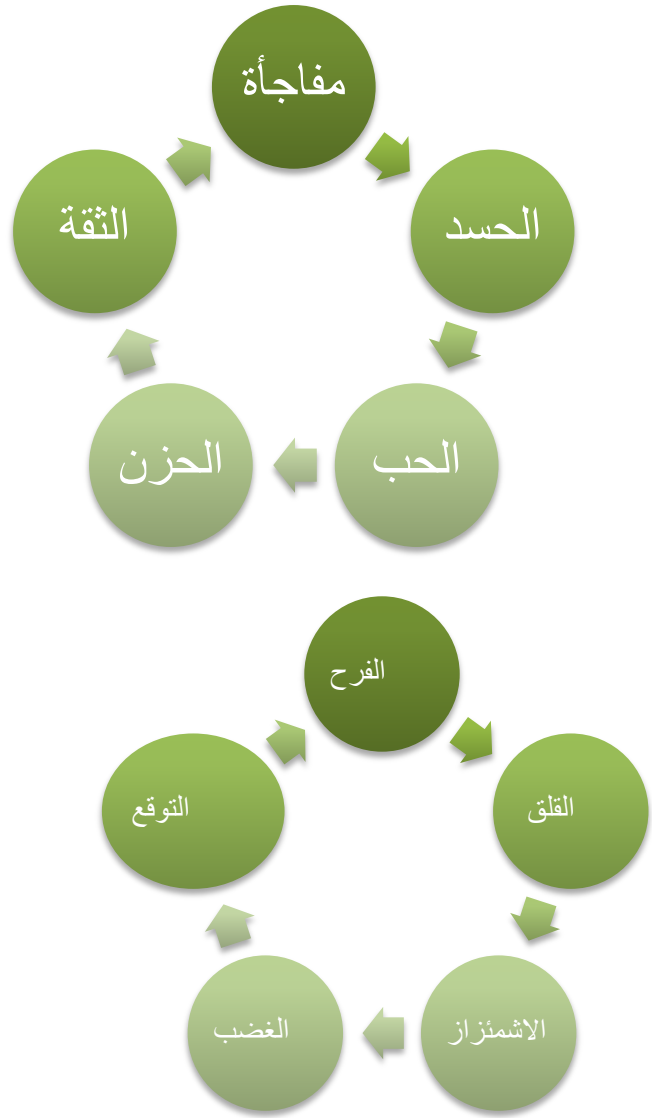 مفاجأة
الحسد
الحب
الحزن
الثقة
الفرح
القلق
الاشمئزاز
الغضب
التوقع